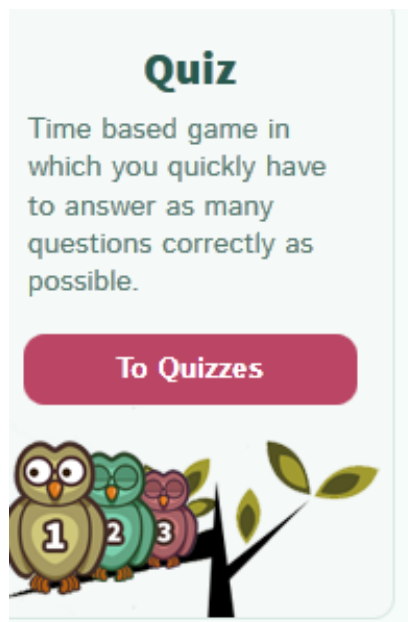 Quiz
Time based game in
which you quickly have
to answer as many
questions correctly as
possible.
To Quizzes
1
2
3